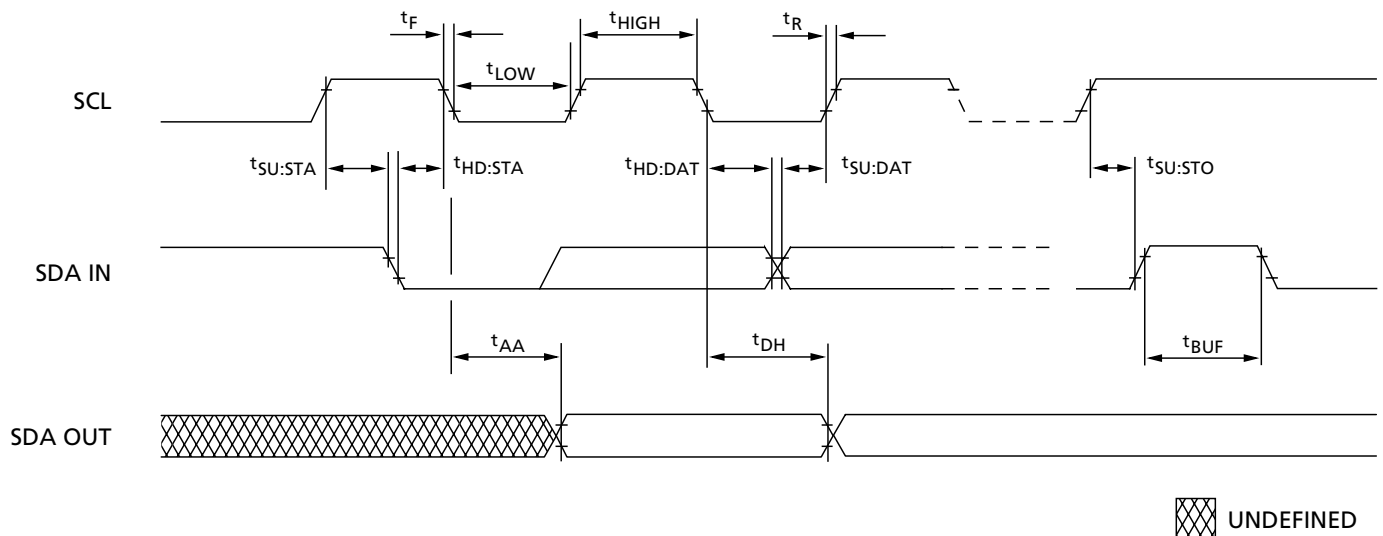 tF
tHIGH
tR
tLOW
SCL
tSU:STA
tHD:STA
tHD:DAT
tSU:DAT
tSU:STO
SDA IN
tAA
tDH
tBUF
SDA OUT
UNDEFINED